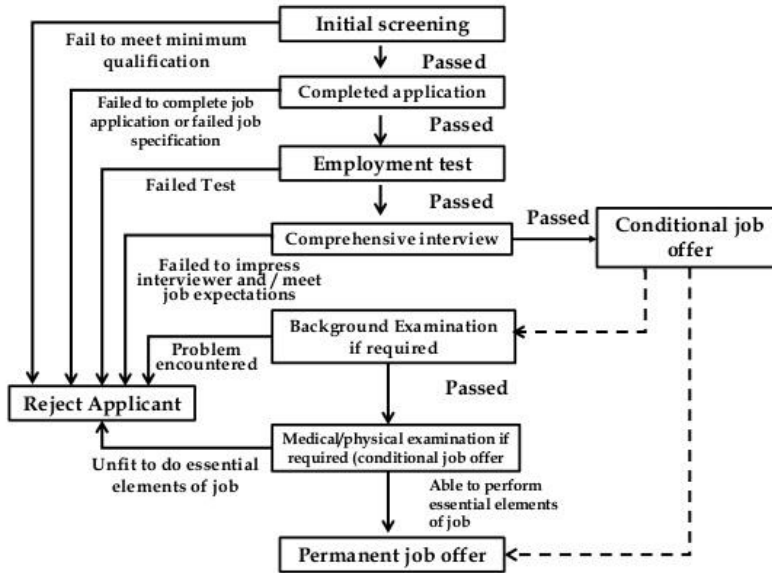 Initial screening
Fail to meet minimum
qualification
Passed
Completed application
Failed to complete job
application or failed job
specification
Passed
Employment test
Failed Test
Passed
Comprehensive interview
Passed
Conditional job
offer
Failed to impress
interviewer and / meet
job expectations
Background Examination
if required
Problem
encountered
Passed
Reject Applicant
Medical/physical examination if
required (conditional job offer
Unfit to do essential
elements of job
Able to perform
essential elements
of job
Permanent job offer